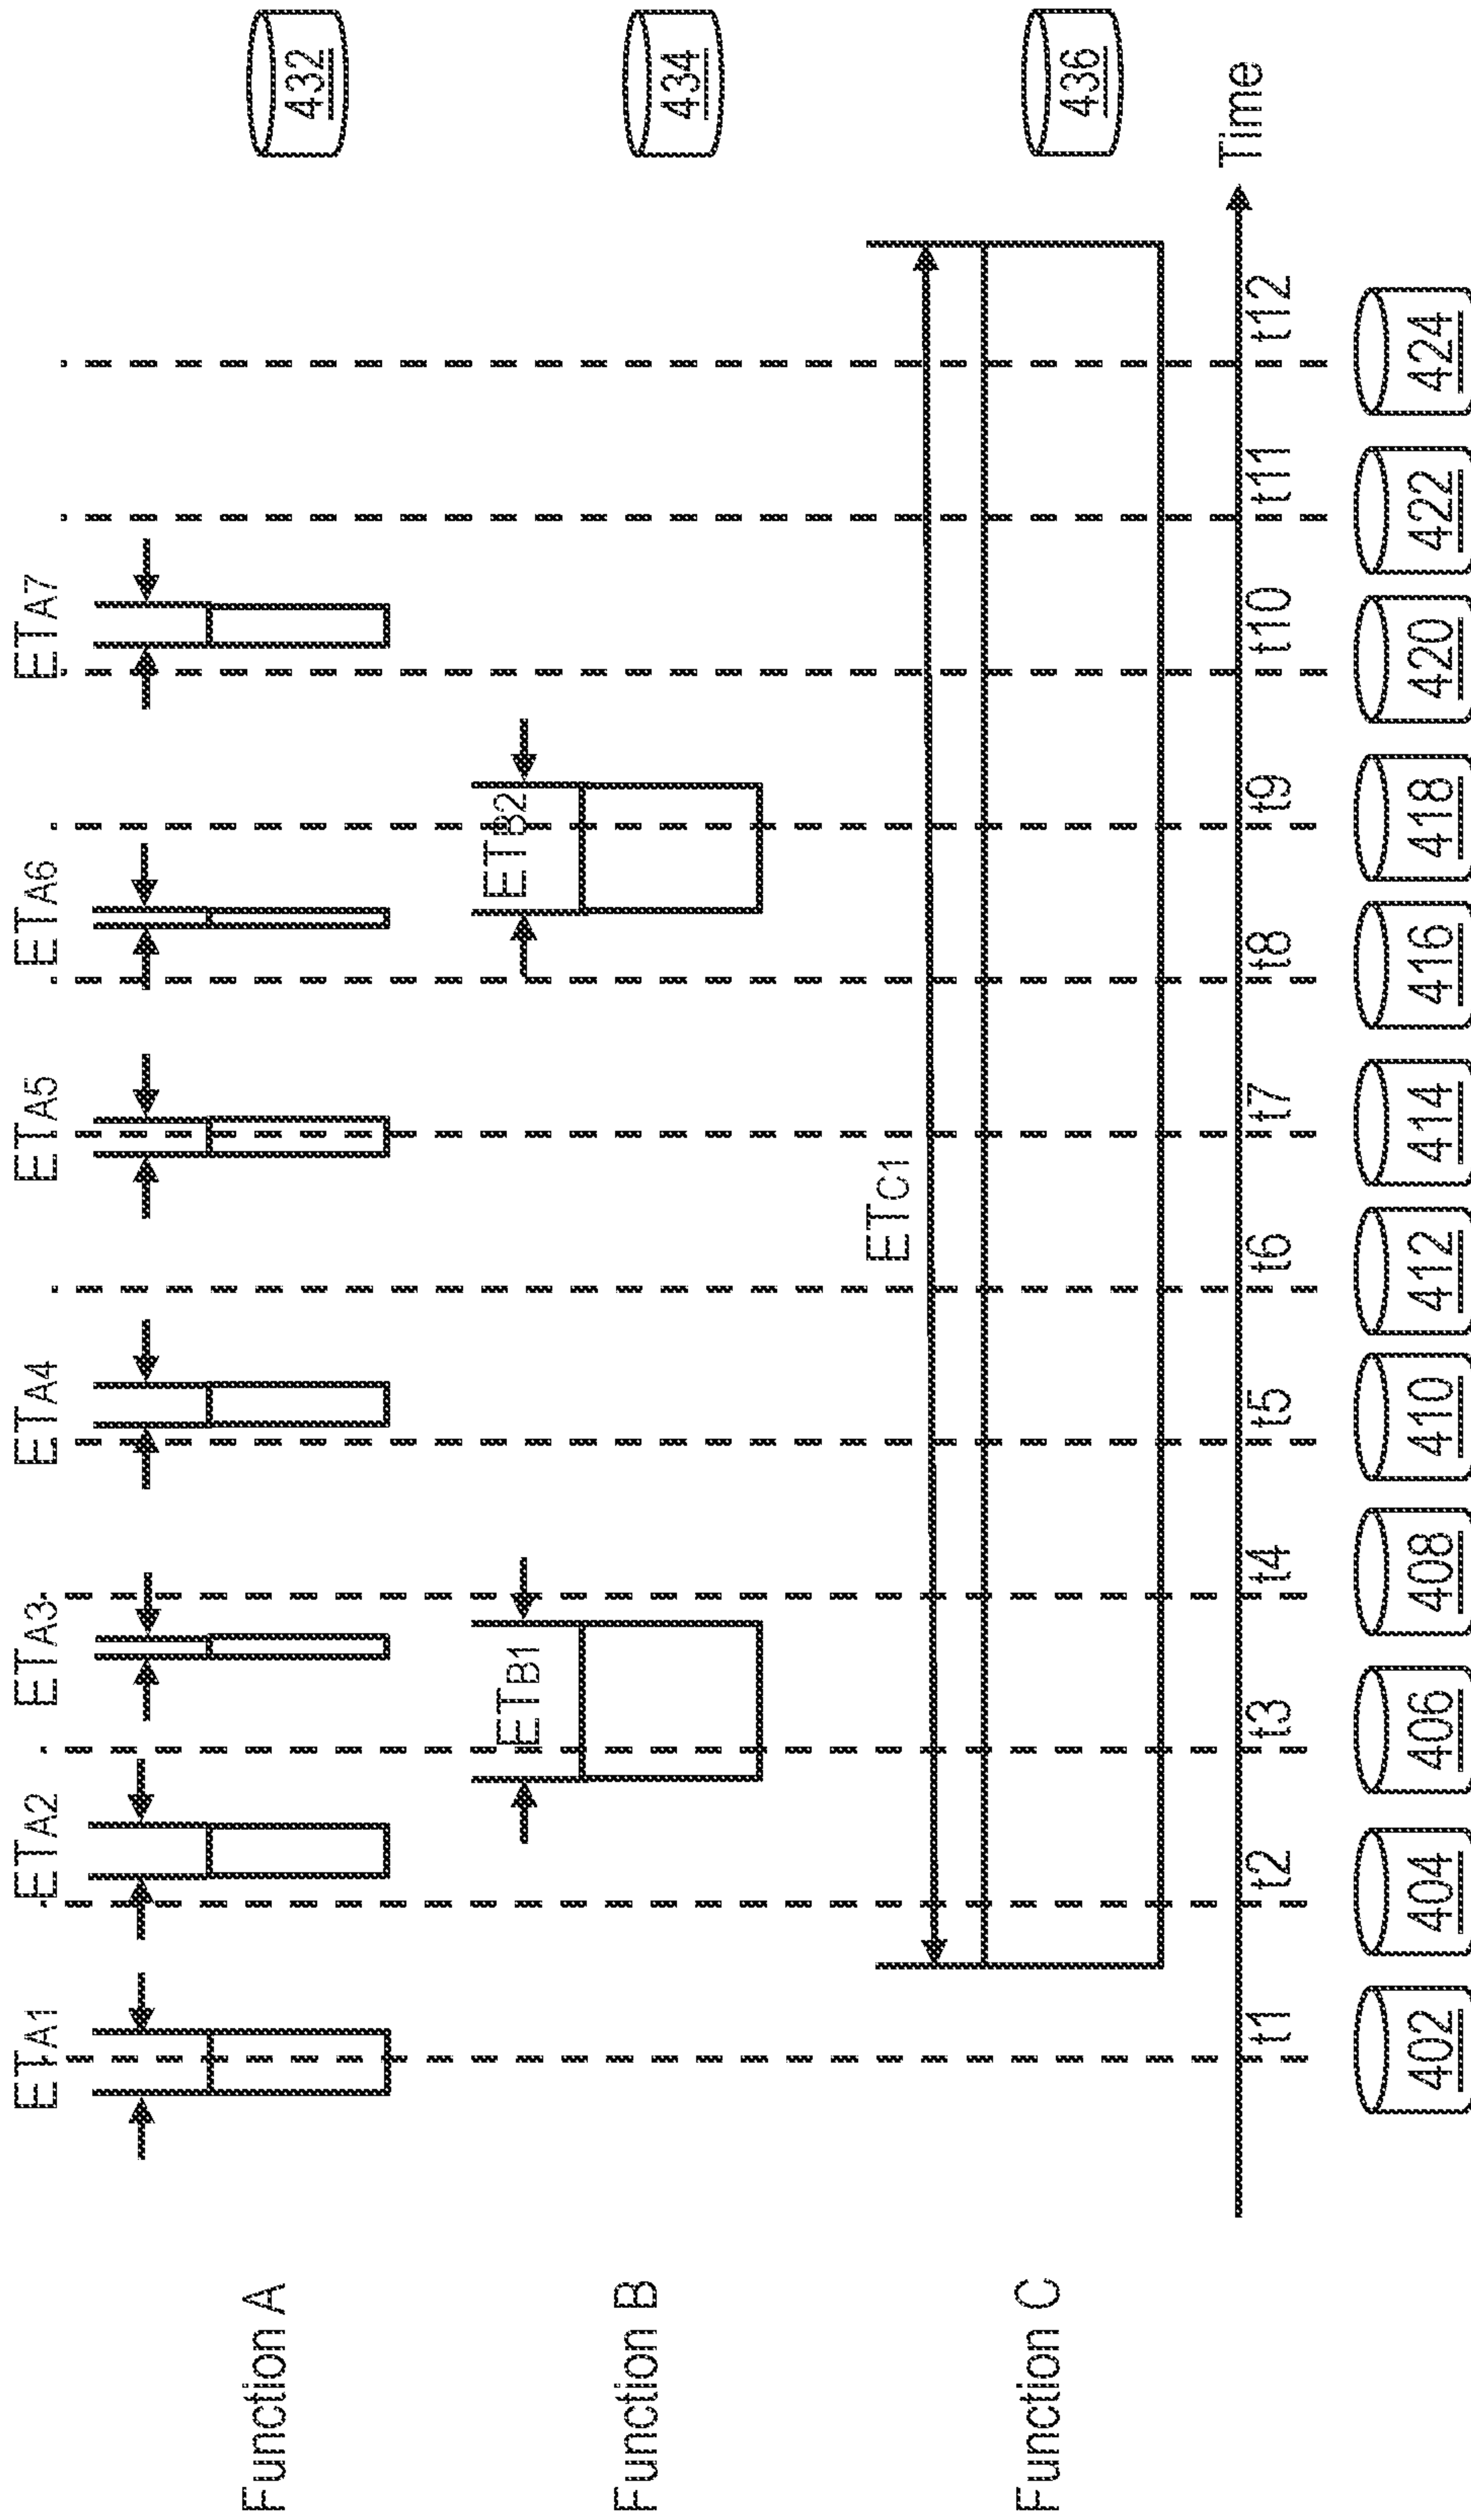 ETA1 ETA2 ETA3 ETA4 ETA5 ETA6 ETA7
Function A
432
ETB1 ETB2
Function B
434
ETC1
Function C
436
Time
t1 t2 t3 t4 t5 t6 t7 t8 t9 t10 t11 t12
402 404 406 408 410 412 414 416 418 420 422 424